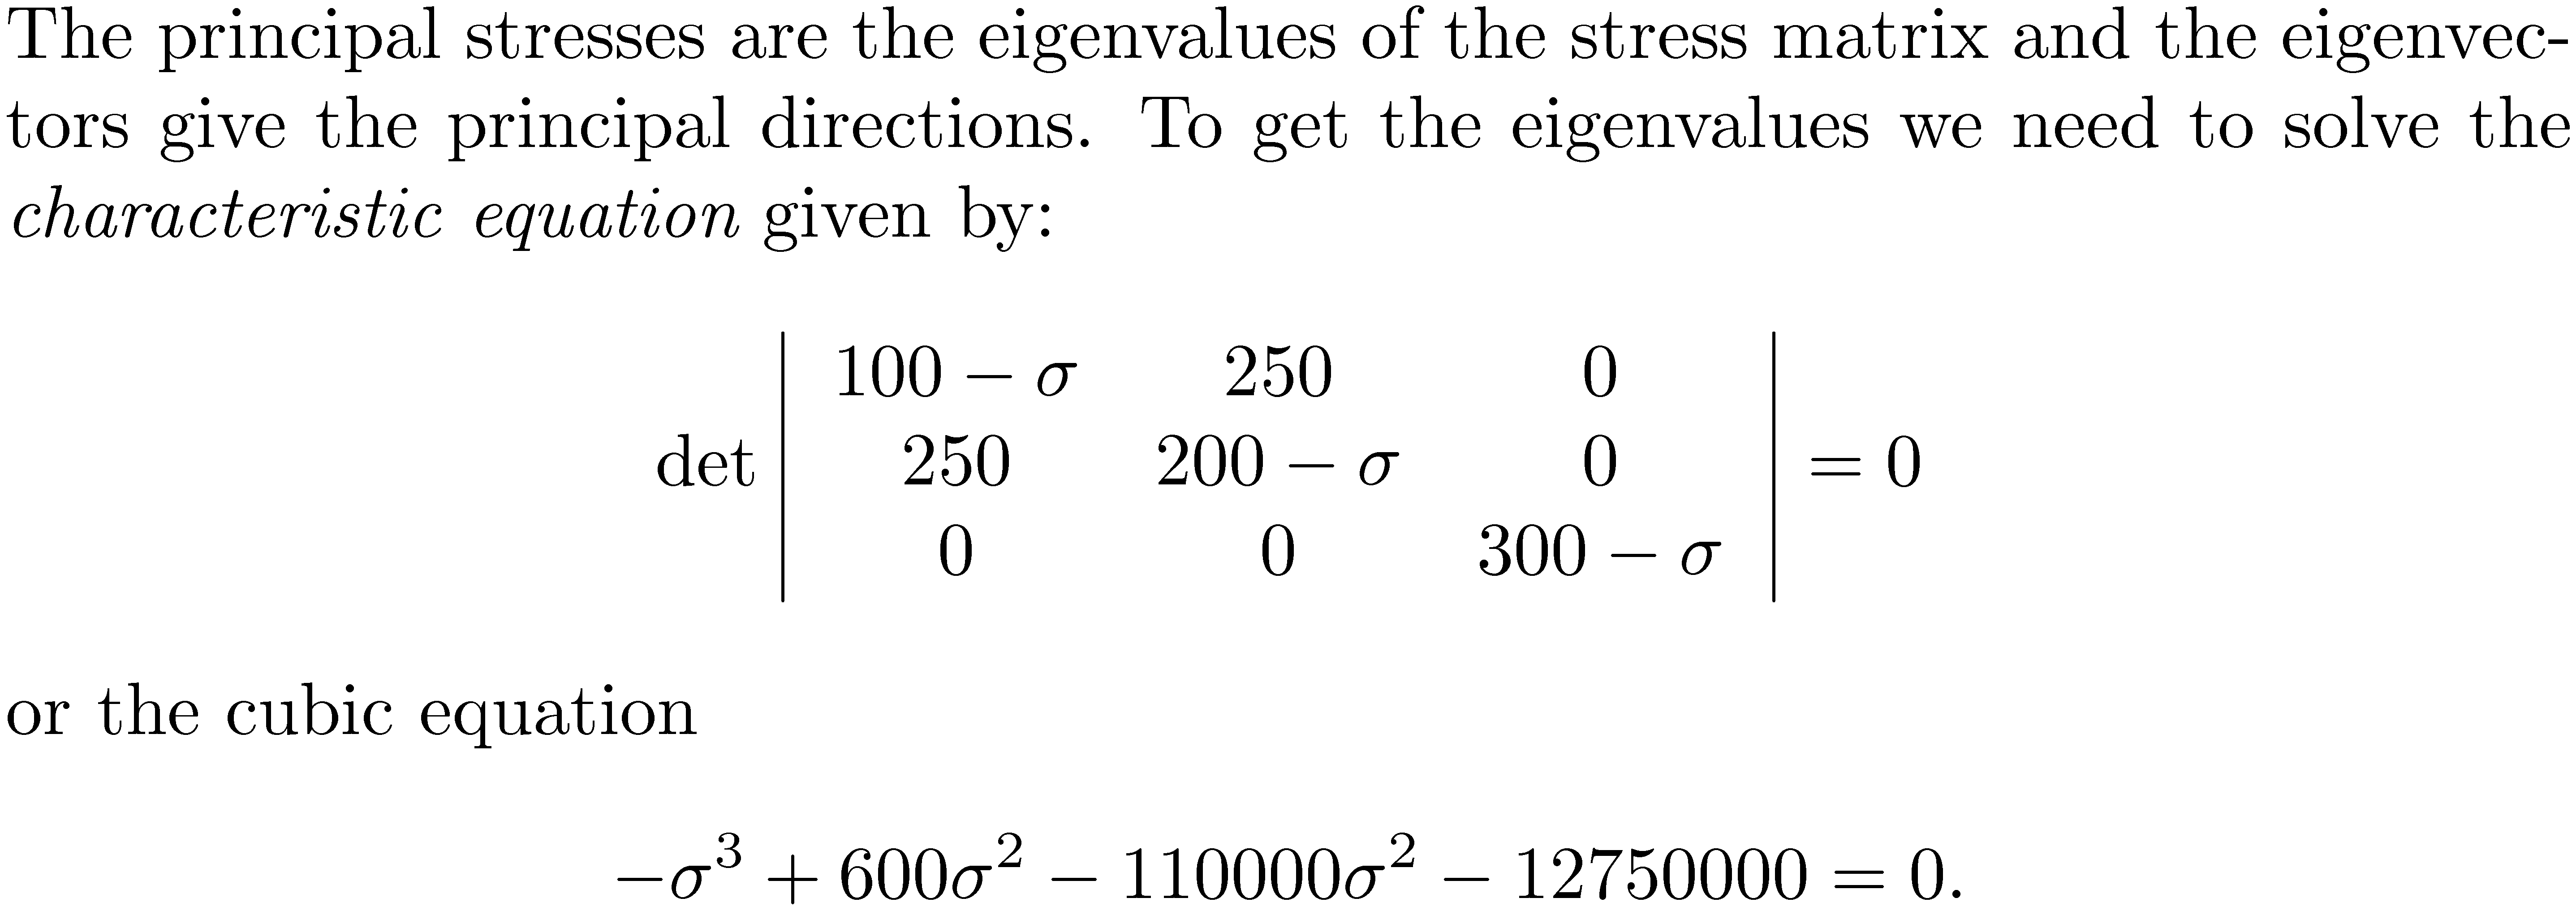 The principal stresses are the eigenvalues of the stress matrix and the eigenvec-
tors give the principal directions. To get the eigenvalues we need to solve the
characteristic equation given by:
100 − σ 250 0
det 250 200 − σ 0 = 0
0 0 300 − σ
or the cubic equation
−σ³ + 600σ² − 110000σ² − 12750000 = 0.